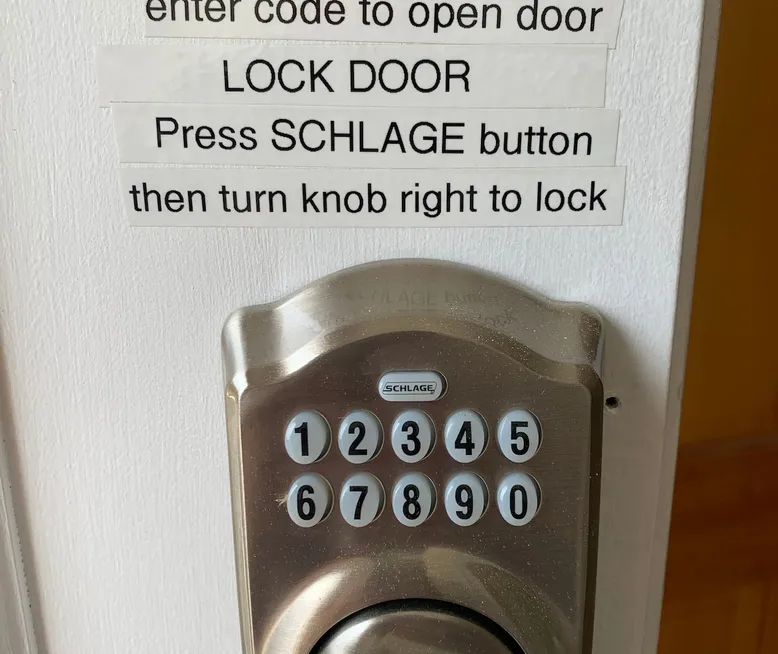 enter code to open door
LOCK DOOR
Press SCHLAGE button
then turn knob right to lock
SCHLAGE
1 2 3 4 5
6 7 8 9 0